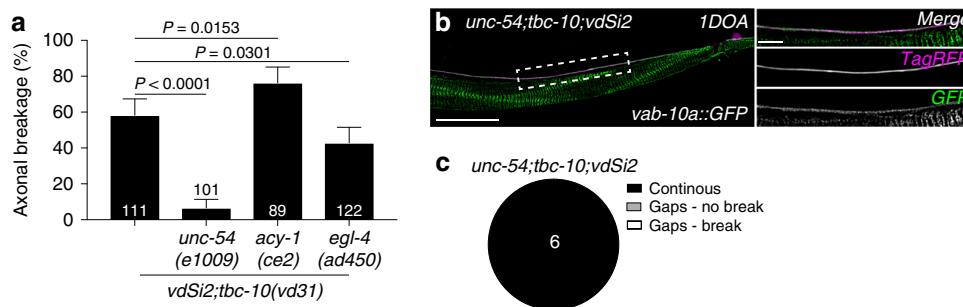 a
P = 0.0153
P = 0.0301
P < 0.0001
Axonal breakage (%)
100
80
60
40
20
0
111
101
89
122
unc-54 acy-1 egl-4
(e1009) (ce2) (ad450)
vdSi2;tbc-10(vd31)
b
unc-54;tbc-10;vdSi2 1DOA
vab-10a::GFP
Merge
TagRFP
GFP
c
unc-54;tbc-10;vdSi2
6
Continous
Gaps - no break
Gaps - break